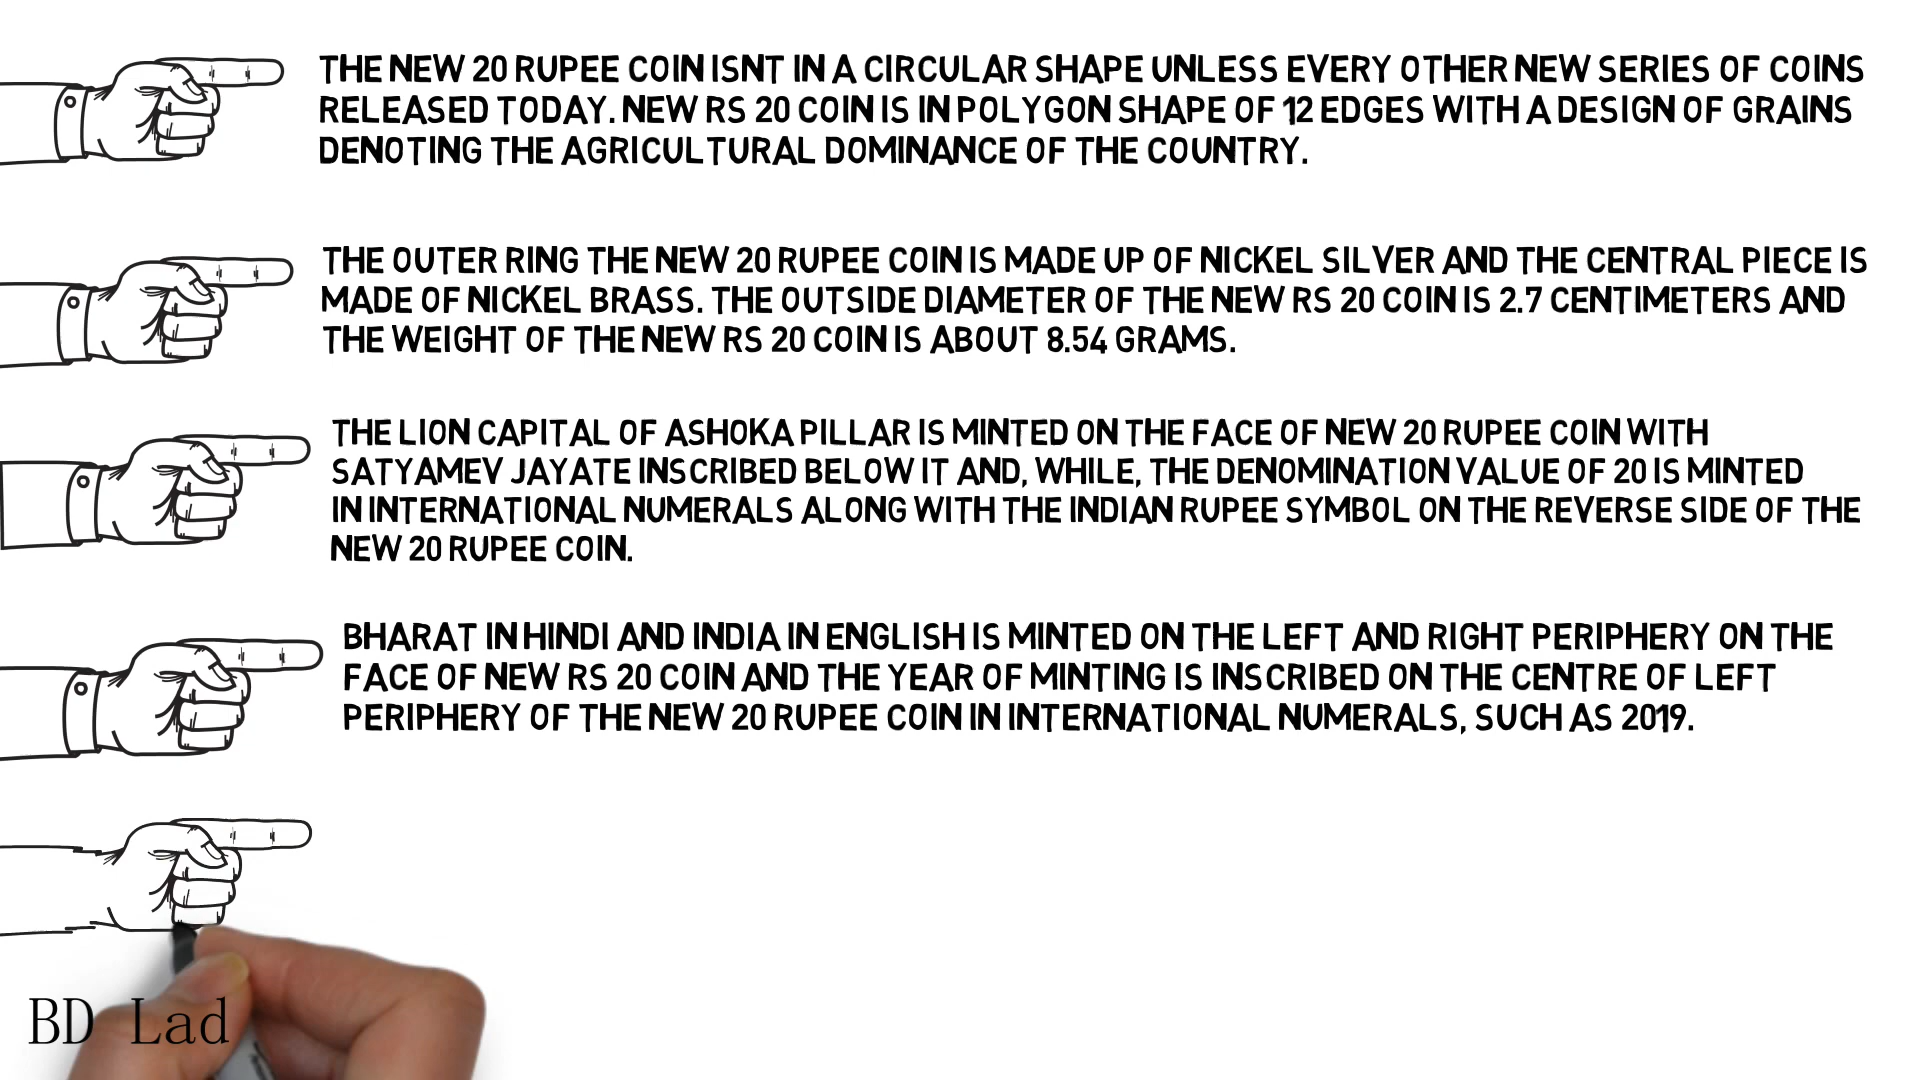 THE NEW 20 RUPEE COIN ISNT IN A CIRCULAR SHAPE UNLESS EVERY OTHER NEW SERIES OF COINS
RELEASED TODAY. NEW RS 20 COIN IS IN POLYGON SHAPE OF 12 EDGES WITH A DESIGN OF GRAINS
DENOTING THE AGRICULTURAL DOMINANCE OF THE COUNTRY.
THE OUTER RING THE NEW 20 RUPEE COIN IS MADE UP OF NICKEL SILVER AND THE CENTRAL PIECE IS
MADE OF NICKEL BRASS. THE OUTSIDE DIAMETER OF THE NEW RS 20 COIN IS 2.7 CENTIMETERS AND
THE WEIGHT OF THE NEW RS 20 COIN IS ABOUT 8.54 GRAMS.
THE LION CAPITAL OF ASHOKA PILLAR IS MINTED ON THE FACE OF NEW 20 RUPEE COIN WITH
SATYAMEV JAYATE INSCRIBED BELOW IT AND, WHILE, THE DENOMINATION VALUE OF 20 IS MINTED
IN INTERNATIONAL NUMERALS ALONG WITH THE INDIAN RUPEE SYMBOL ON THE REVERSE SIDE OF THE
NEW 20 RUPEE COIN.
BHARAT IN HINDI AND INDIA IN ENGLISH IS MINTED ON THE LEFT AND RIGHT PERIPHERY ON THE
FACE OF NEW RS 20 COIN AND THE YEAR OF MINTING IS INSCRIBED ON THE CENTRE OF LEFT
PERIPHERY OF THE NEW 20 RUPEE COIN IN INTERNATIONAL NUMERALS, SUCH AS 2019.
BD Lad